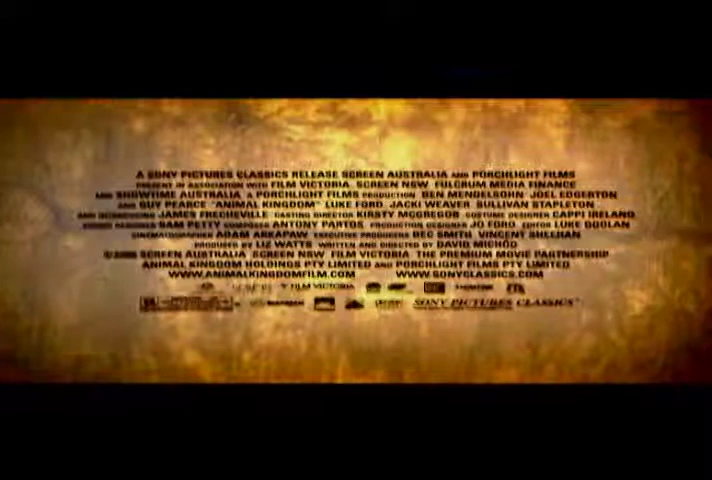 A SONY PICTURES CLASSICS RELEASE SCREEN AUSTRALIA AND PORCHLIGHT FILMS
PRESENT IN ASSOCIATION WITH FILM VICTORIA SCREEN NSW FULCRUM MEDIA FINANCE
AND SHOWTIME AUSTRALIA A PORCHLIGHT FILMS PRODUCTION BEN MENDELSOHN JOEL EDGERTON
AND GUY PEARCE "ANIMAL KINGDOM" LUKE FORD JACKI WEAVER SULLIVAN STAPLETON
AND INTRODUCING JAMES FRECHEVILLE CASTING DIRECTOR KIRSTY MCGREGOR COSTUME DESIGNER CAPPI IRELAND
SOUND DESIGNER SAM PETTY COMPOSER ANTONY PARTOS PRODUCTION DESIGNER JO FORD EDITOR LUKE DOOLAN
CINEMATOGRAPHER ADAM ARKAPAW EXECUTIVE PRODUCERS BEC SMITH VINCENT SHEEHAN
PRODUCED BY LIZ WATTS WRITTEN AND DIRECTED BY DAVID MICHÔD
SCREEN AUSTRALIA SCREEN NSW FILM VICTORIA THE PREMIUM MOVIE PARTNERSHIP
ANIMAL KINGDOM HOLDINGS PTY LIMITED AND PORCHLIGHT FILMS PTY LIMITED
WWW.ANIMALKINGDOMFILM.COM WWW.SONYCLASSICS.COM
FILM VICTORIA
SONY PICTURES CLASSICS